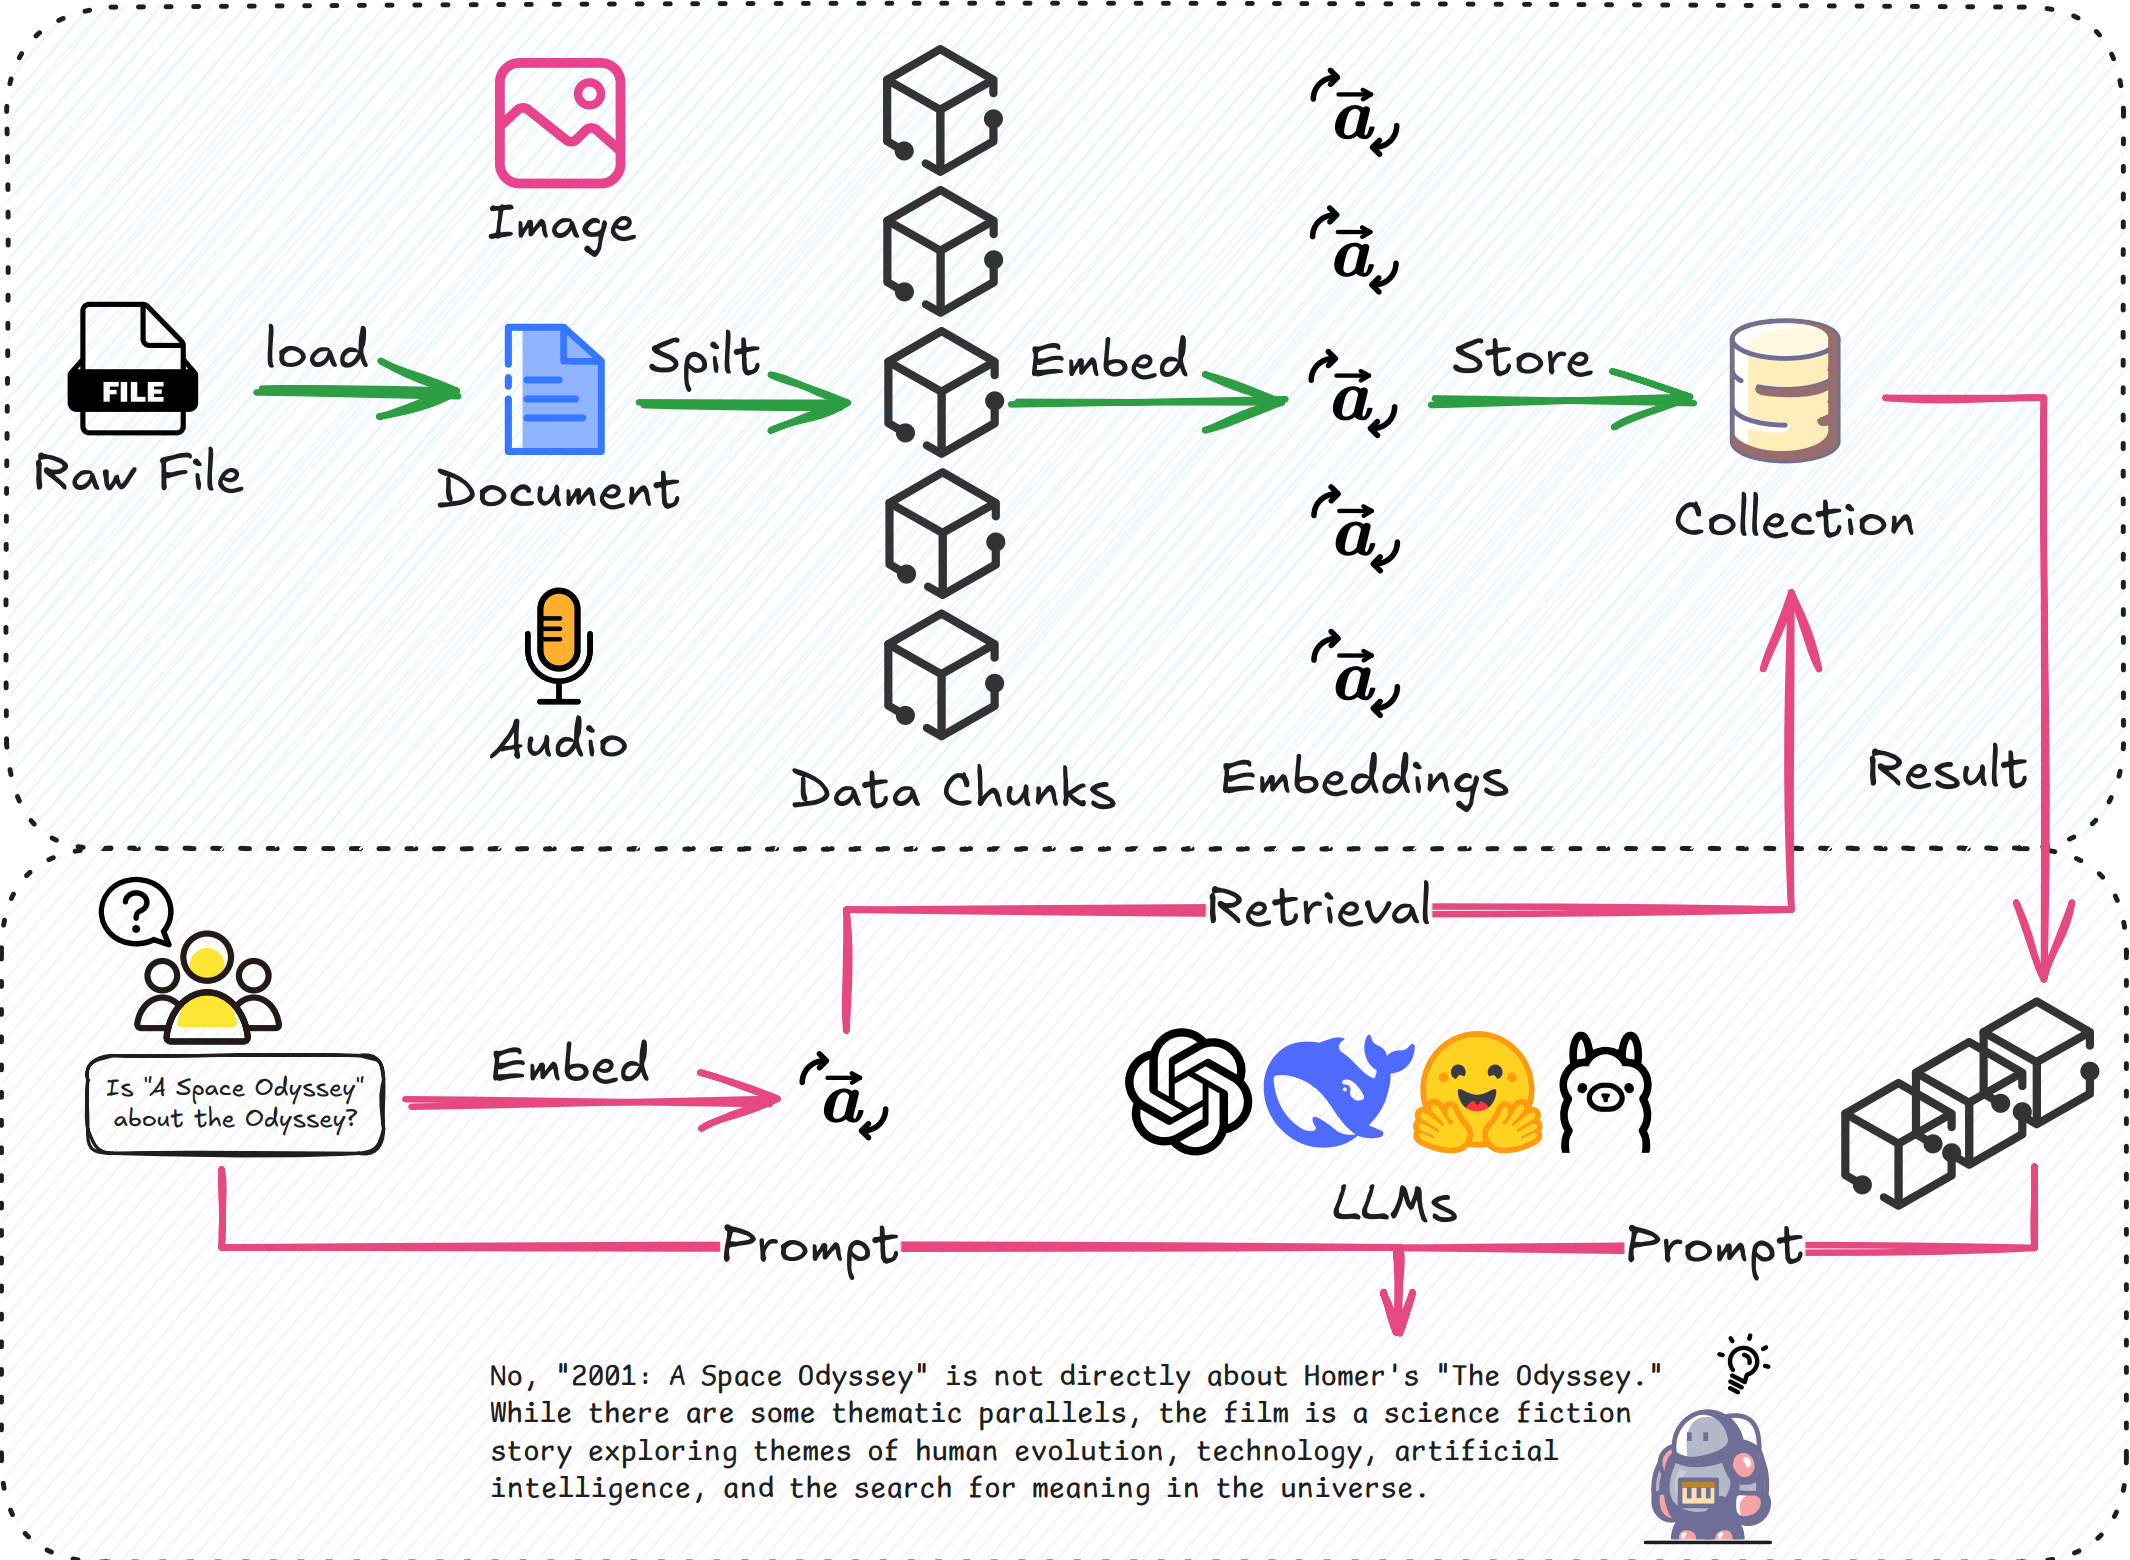 Image
load
Spilt
Embed
Store
FILE
Raw File
Document
Collection
Audio
Data Chunks
Embeddings
Result
?
Retrieval
Is "A Space Odyssey"
about the Odyssey?
Embed
a
a
a
a
a
a
LLMs
Prompt
Prompt
No, "2001: A Space Odyssey" is not directly about Homer's "The Odyssey."
While there are some thematic parallels, the film is a science fiction
story exploring themes of human evolution, technology, artificial
intelligence, and the search for meaning in the universe.